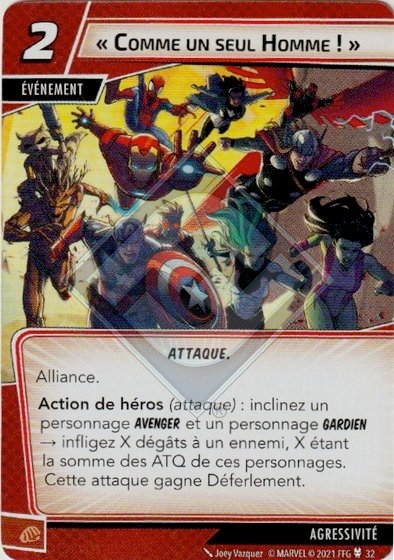 2
« Comme un seul Homme ! »
ÉVÉNEMENT
ATTAQUE.
Alliance.
Action de héros (attaque) : inclinez un
personnage AVENGER et un personnage GARDIEN
→ infligez X dégâts à un ennemi, X étant
la somme des ATQ de ces personnages.
Cette attaque gagne Déferlement.
AGRESSIVITÉ
Joey Vazquez © MARVEL © 2021 FFG 32